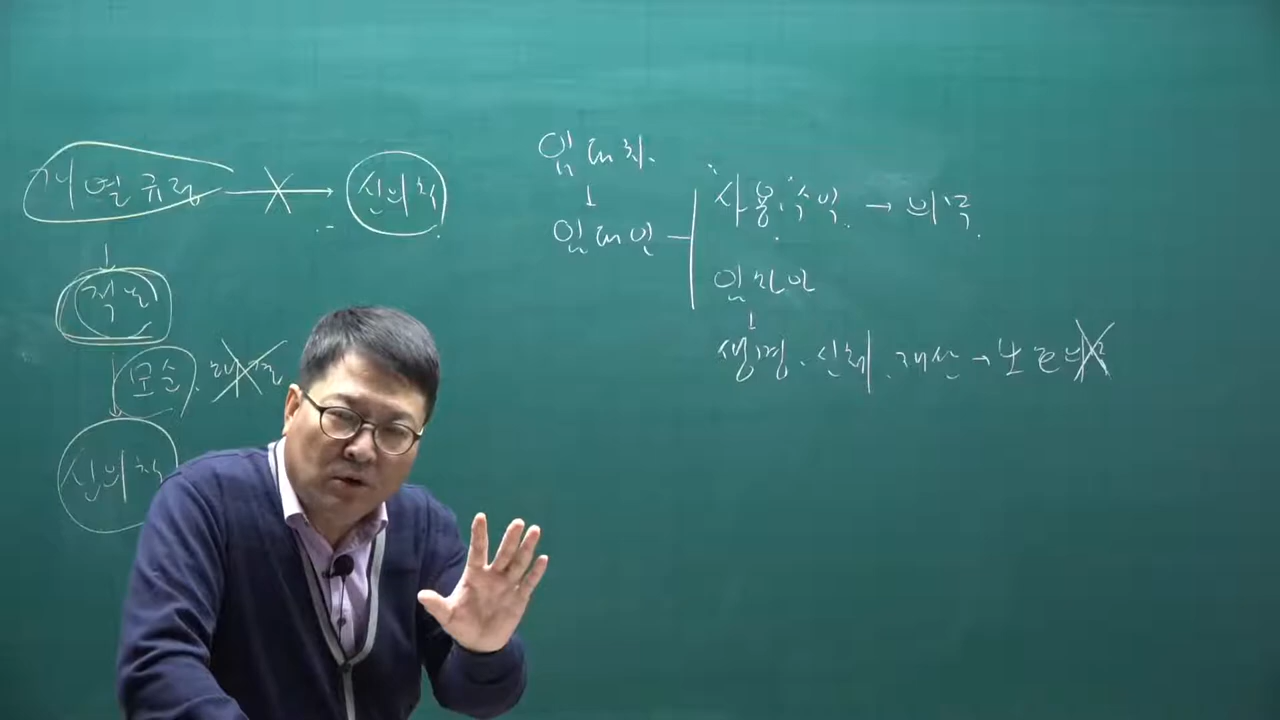 개별규정 → 신의칙
↓
적용
↓ 모순.
신의칙
임대차.
↓
임대인
사용·수익. → 의무.
임차인
↓
생명·신체·재산 → 보호의무